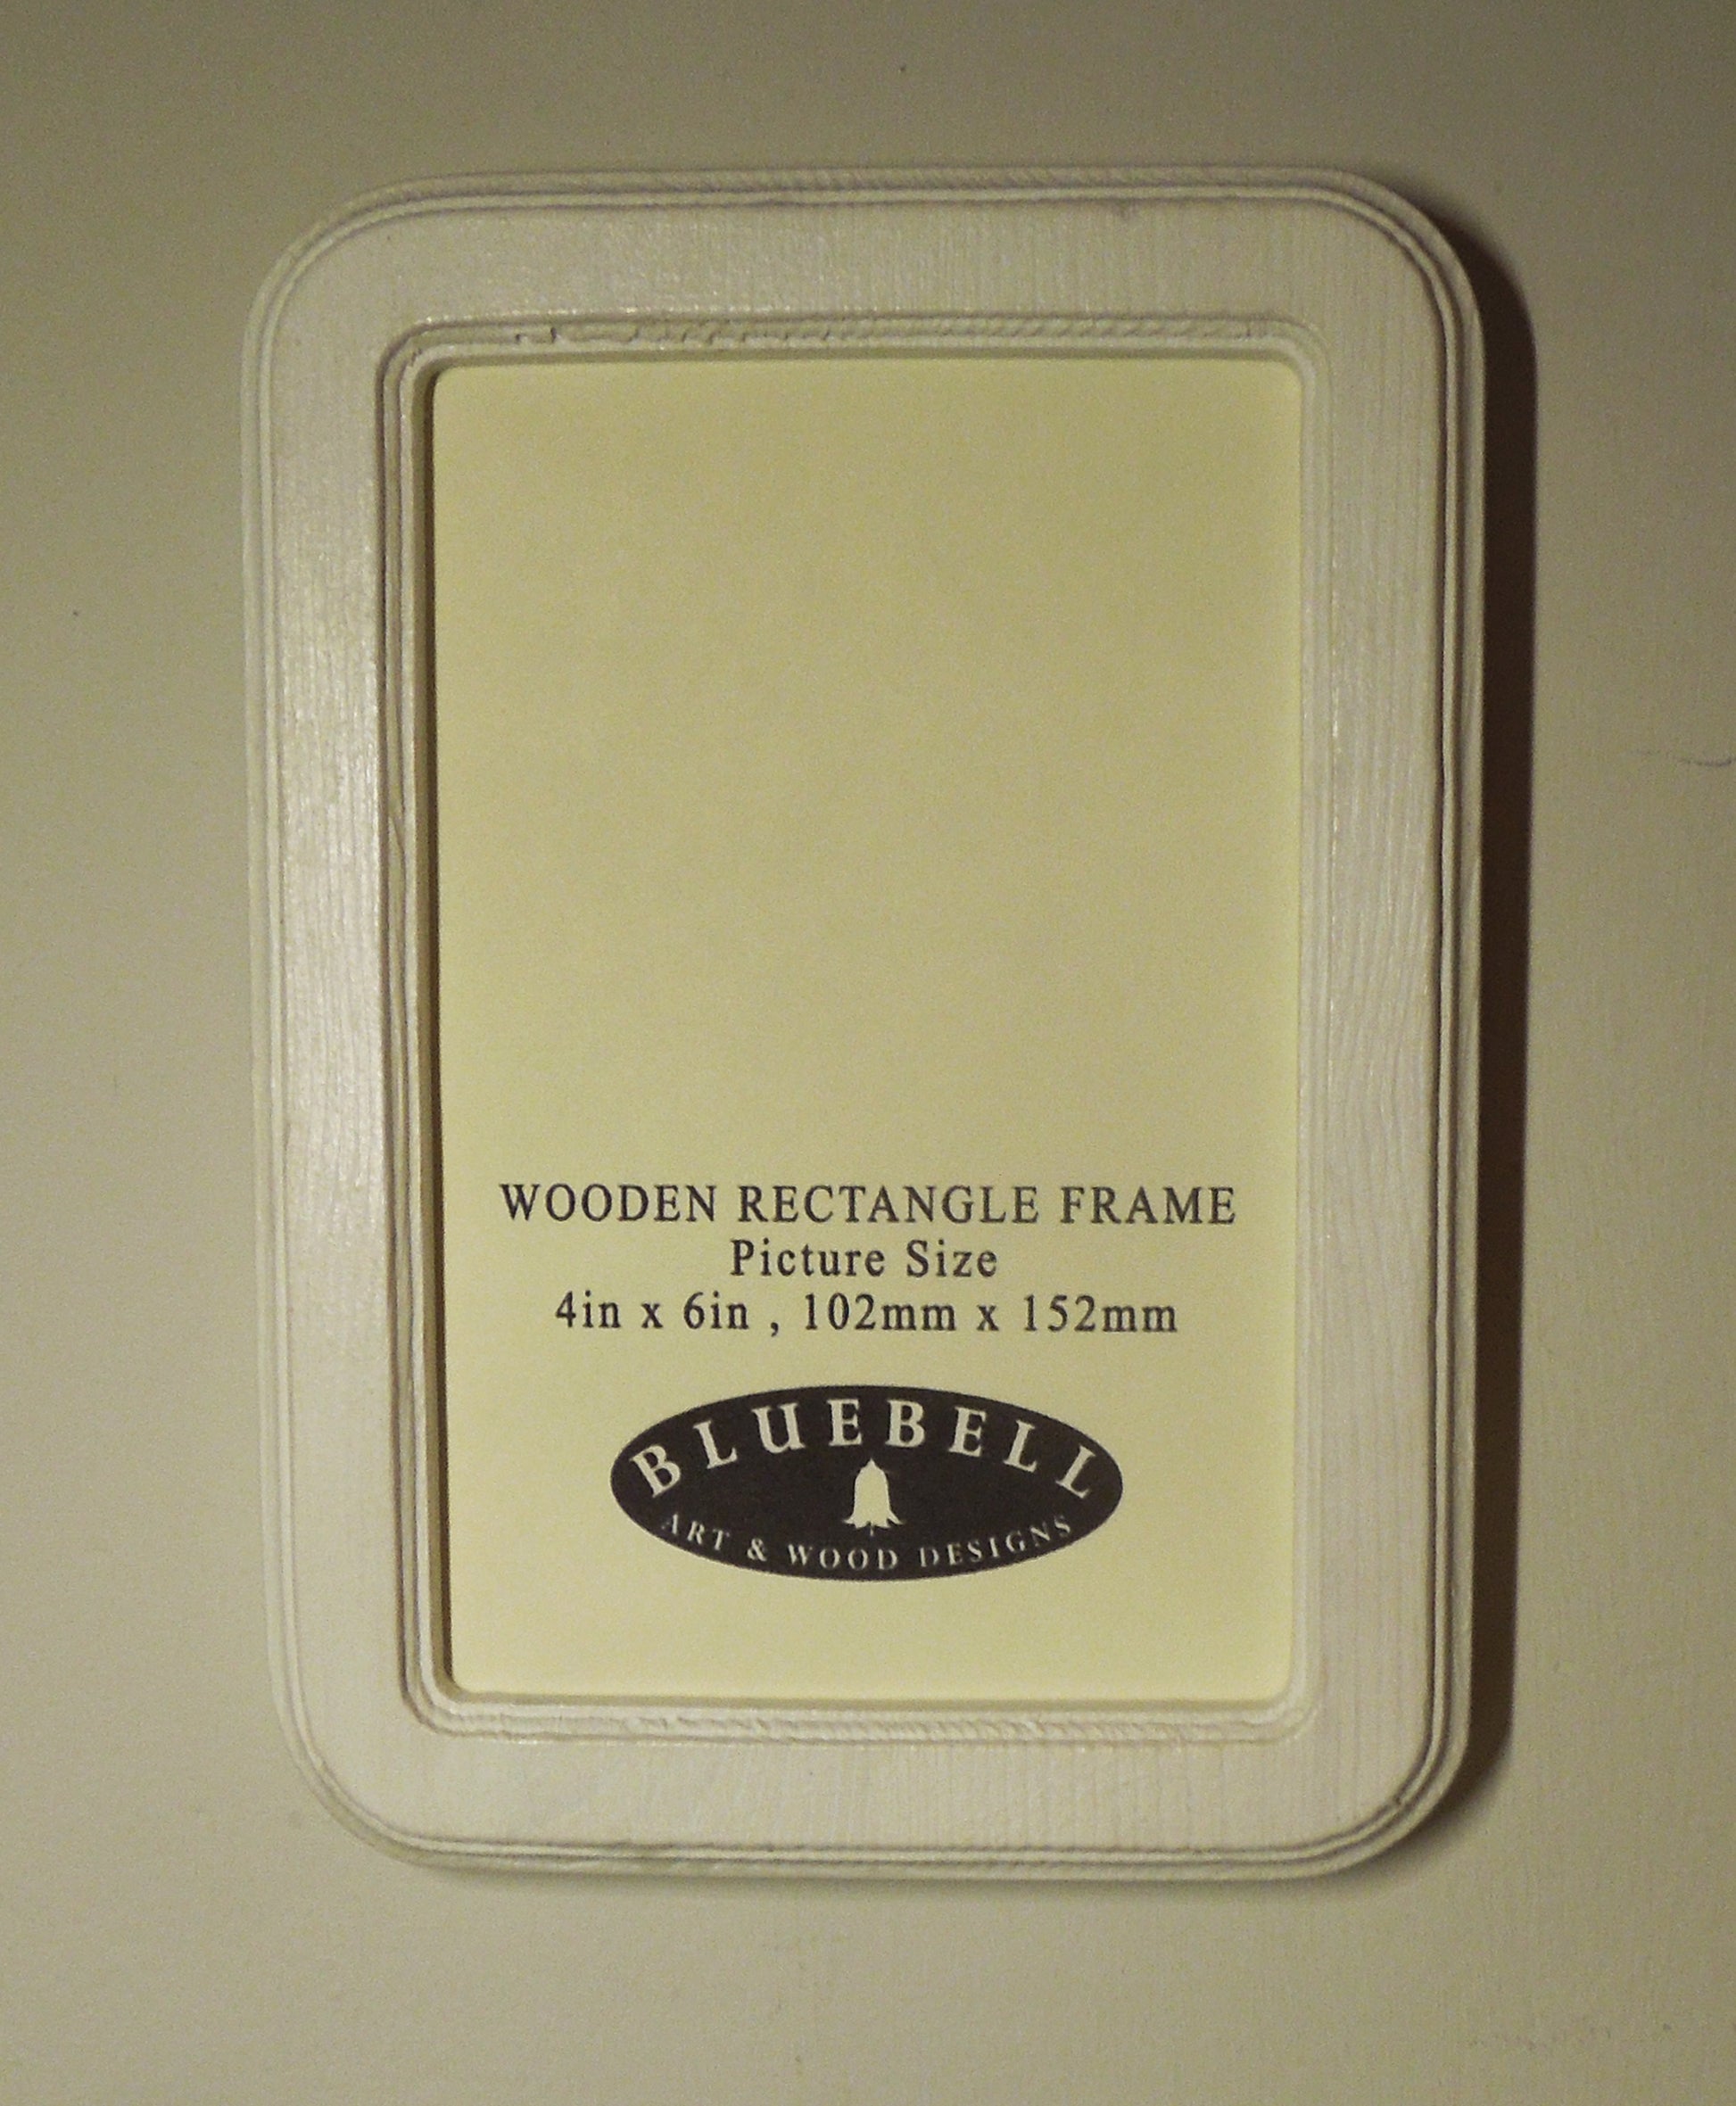 WOODEN RECTANGLE FRAME
Picture Size
4in x 6in , 102mm x 152mm
BLUEBELL
ART & WOOD DESIGNS